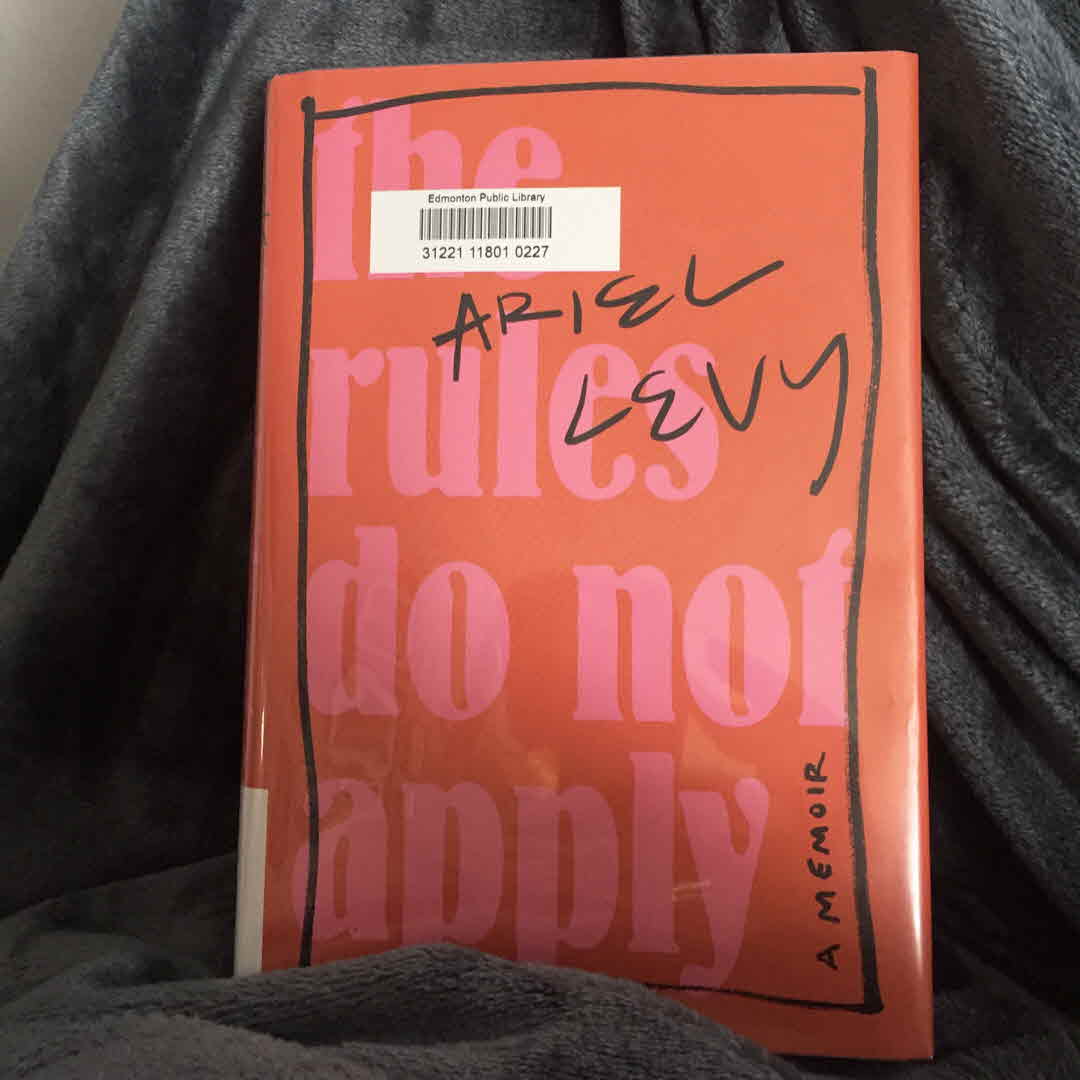 the
Edmonton Public Library
31221 11801 0227
ARIEL
LEVY
rules
do not
apply
A MEMOIR